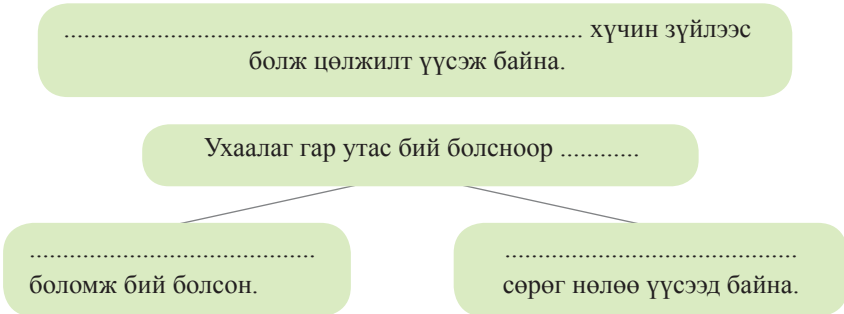 ................................................................. хүчин зүйлээс
болж цөлжилт үүсэж байна.
Ухаалаг гар утас бий болсноор ............
...........................................
боломж бий болсон.
............................................
сөрөг нөлөө үүсээд байна.